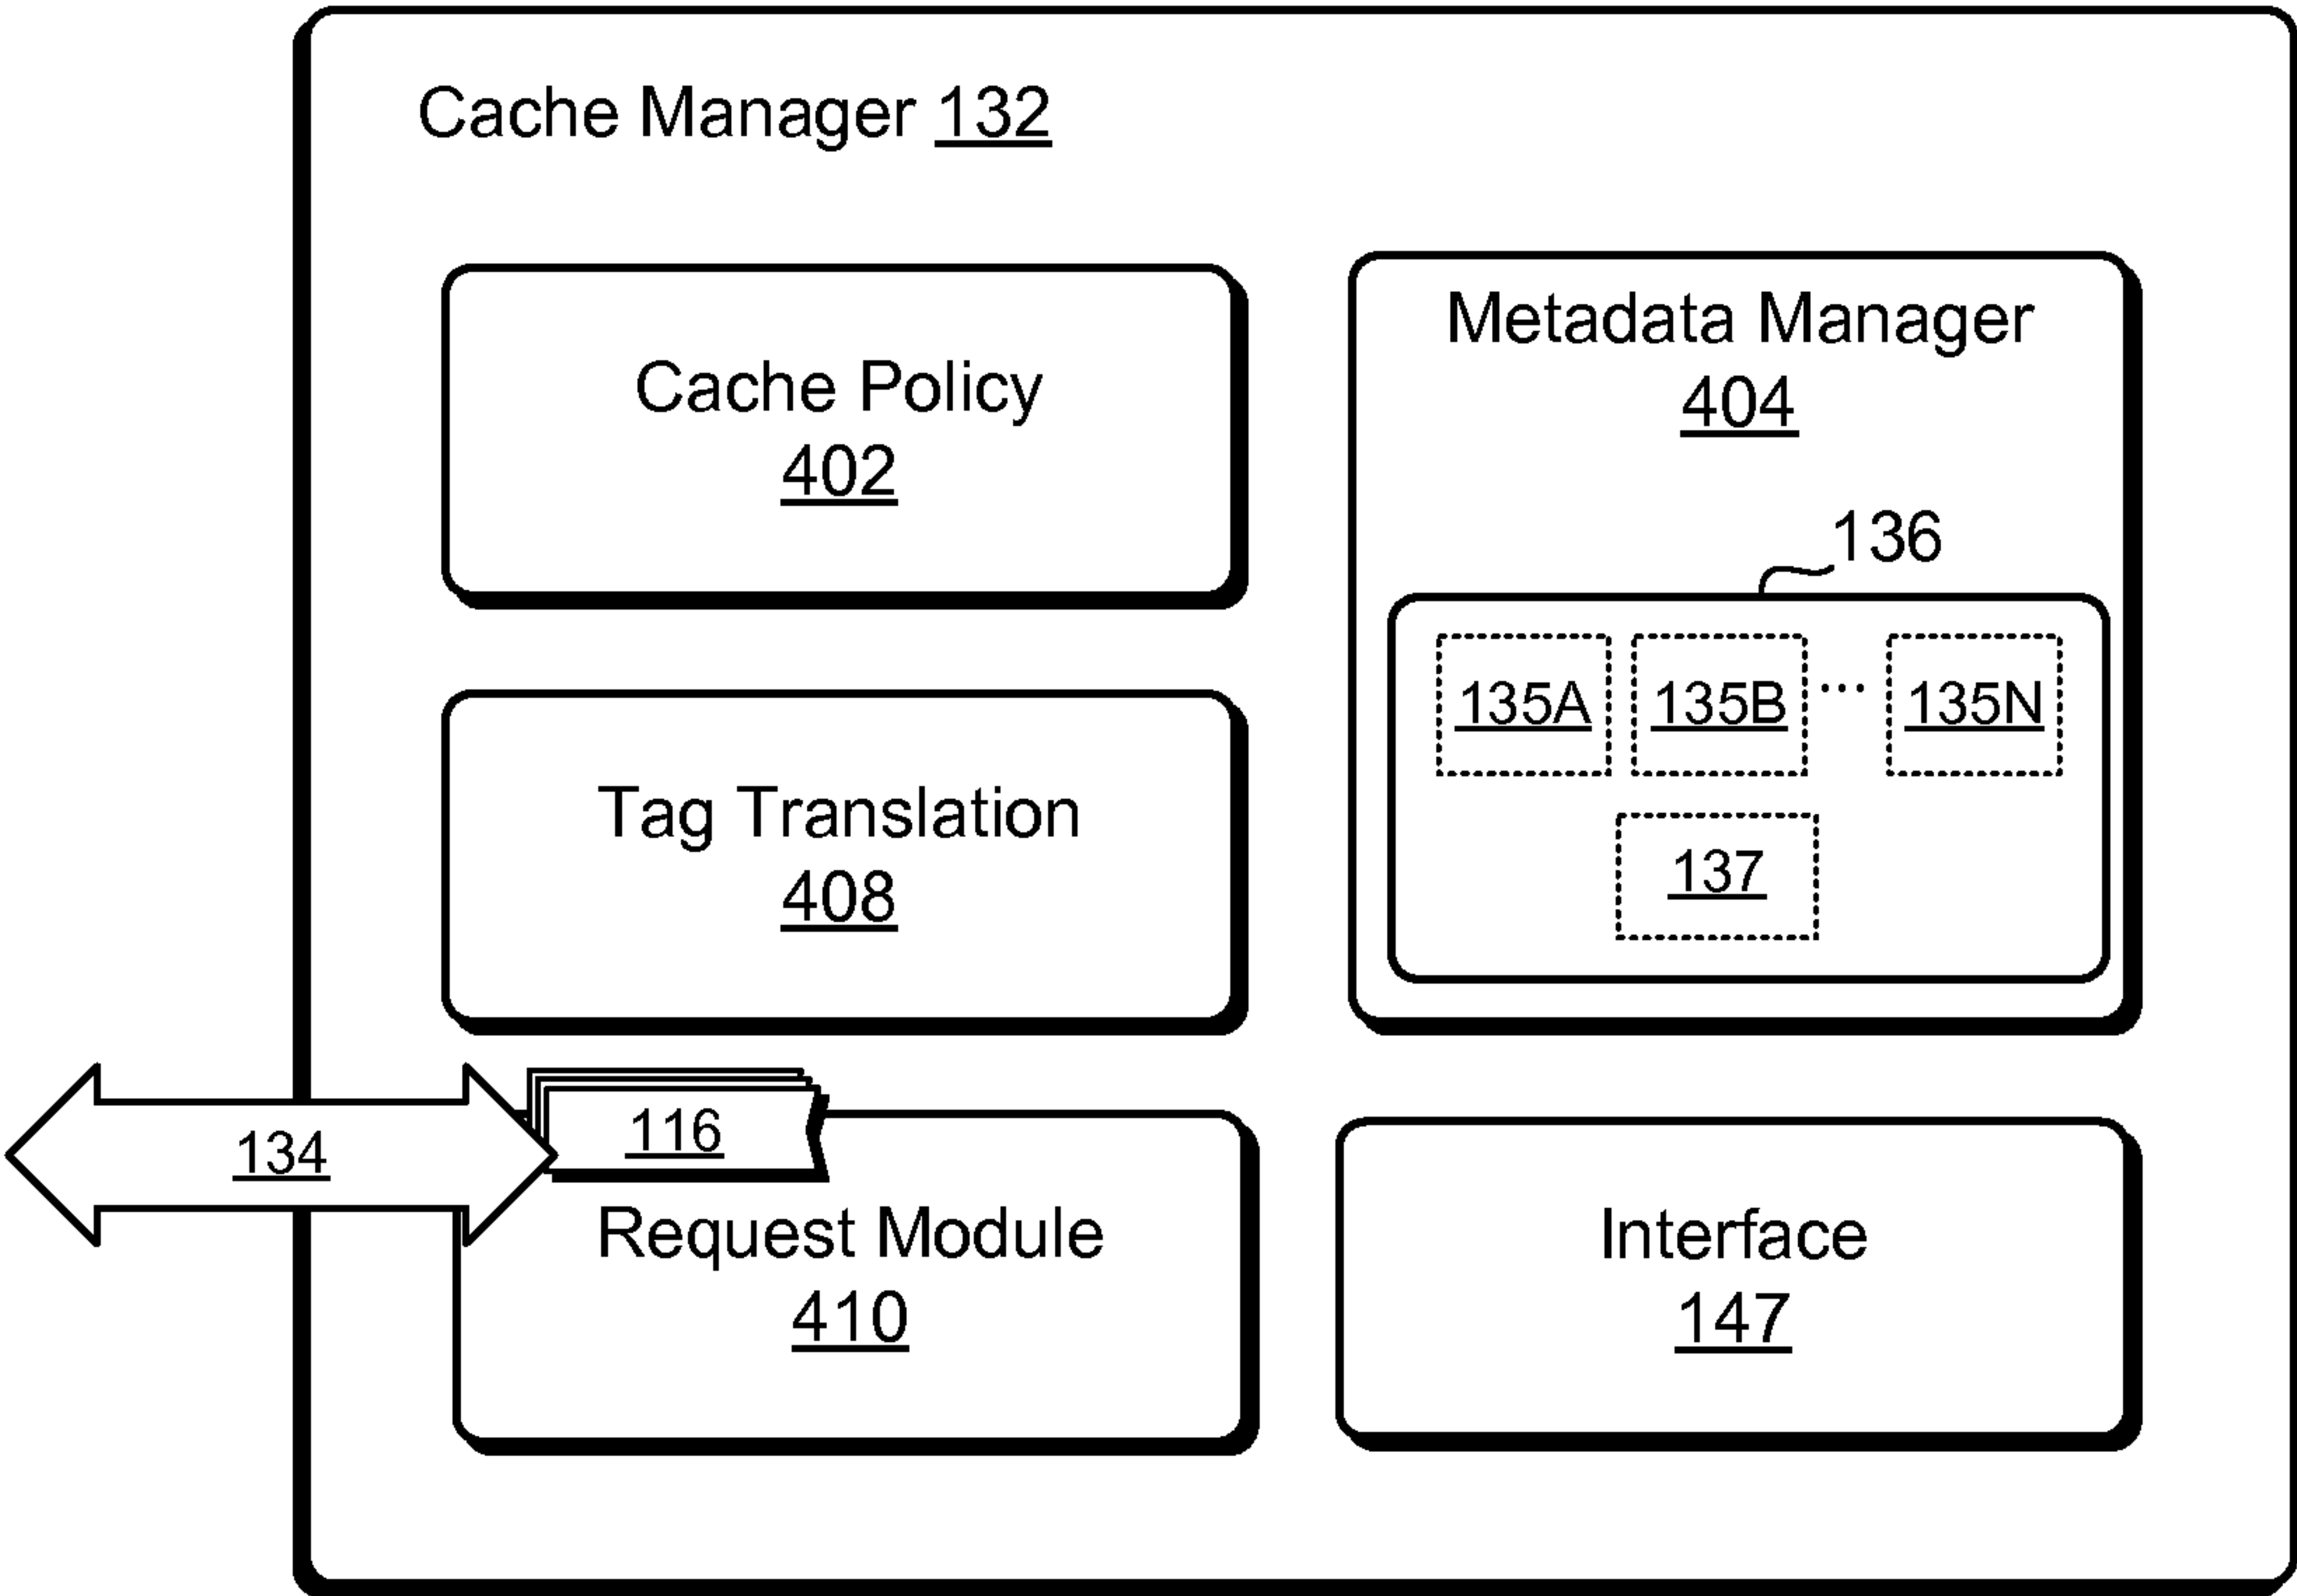 Cache Manager 132
Cache Policy
402
Metadata Manager
404
136
135A 135B ... 135N
137
Tag Translation
408
134
116
Request Module
410
Interface
147